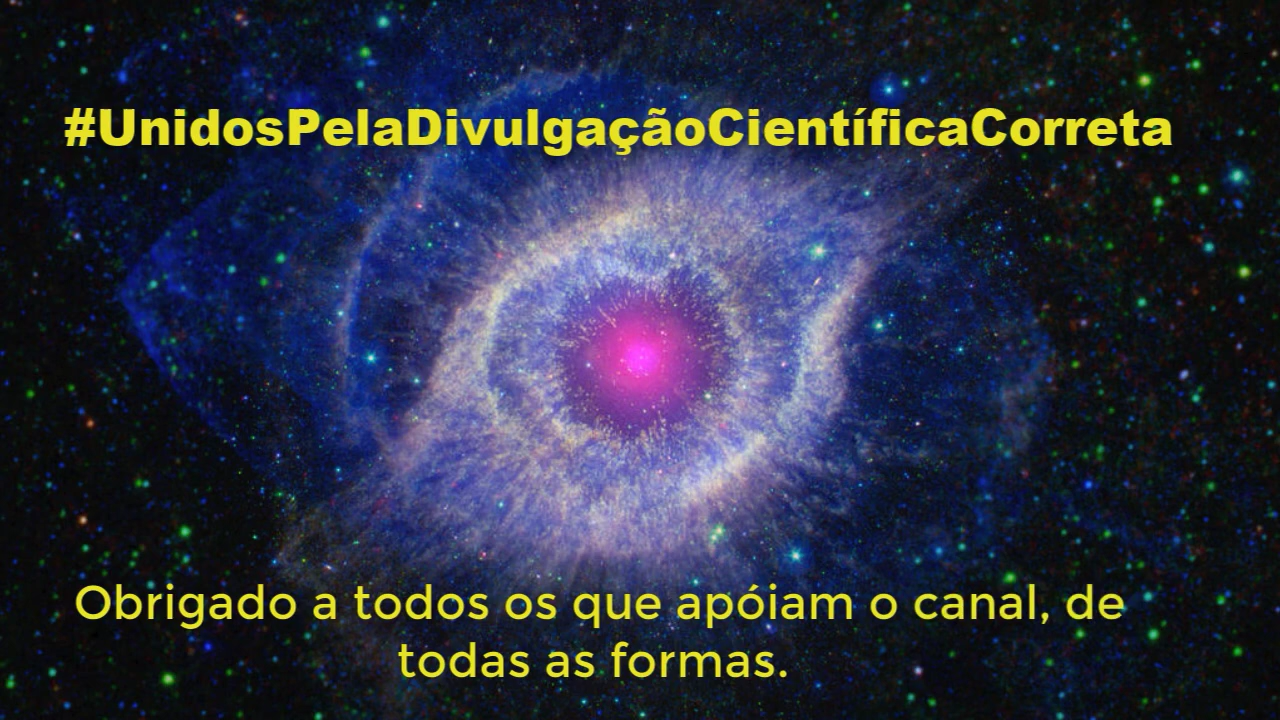 #UnidosPelaDivulgaçãoCientíficaCorreta
Obrigado a todos os que apóiam o canal, de
todas as formas.